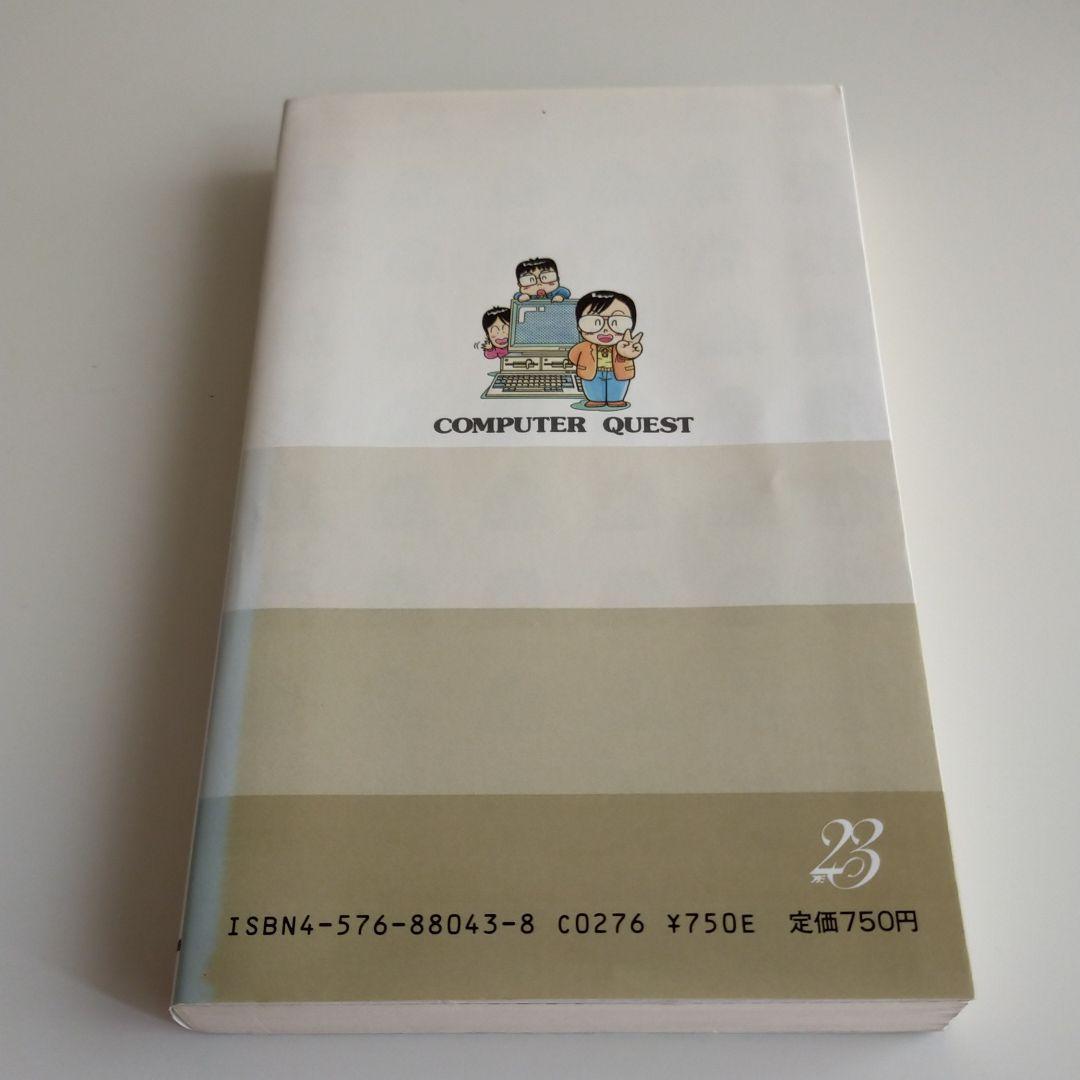 COMPUTER QUEST
23
ISBN4-576-88043-8 C0276 ¥750E 定価750円